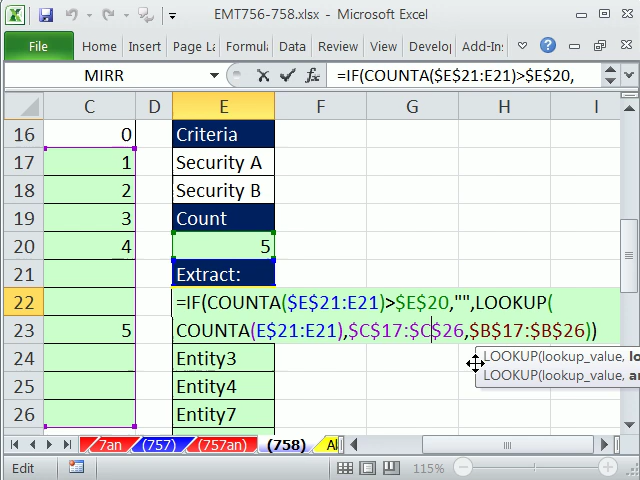 EMT756-758.xlsx - Microsoft Excel
File Home Insert Page La Formula Data Review View Develop Add-Ins
MIRR =IF(COUNTA($E$21:E21)>$E$20,
C D E F G H I
16 0 Criteria
17 1 Security A
18 2 Security B
19 3 Count
20 4 5
21 Extract:
22 =IF(COUNTA($E$21:E21)>$E$20,"",LOOKUP(
23 5 COUNTA(E$21:E21),$C$17:$C$26,$B$17:$B$26))
LOOKUP(lookup_value, lo
24 Entity3
LOOKUP(lookup_value, ar
25 Entity4
26 Entity7
7an (757) (757an) (758)
Edit 115%